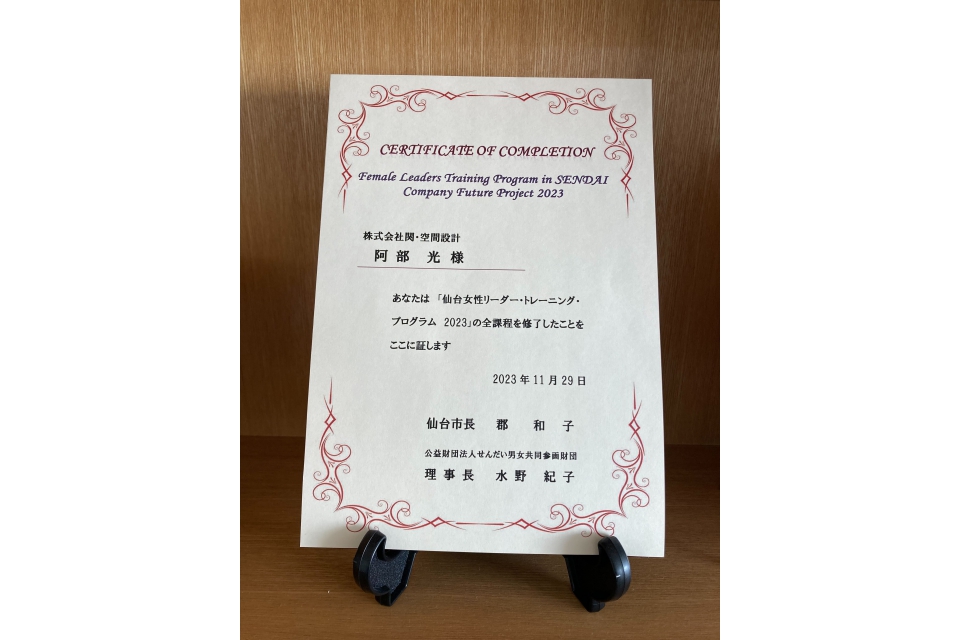 CERTIFICATE OF COMPLETION
Female Leaders Training Program in SENDAI
Company Future Project 2023
株式会社関・空間設計
阿部 光 様
あなたは「仙台女性リーダー・トレーニング・
プログラム 2023」の全課程を修了したことを
ここに証します
2023年11月29日
仙台市長 郡 和 子
公益財団法人せんだい男女共同参画財団
理事長 水野 紀子